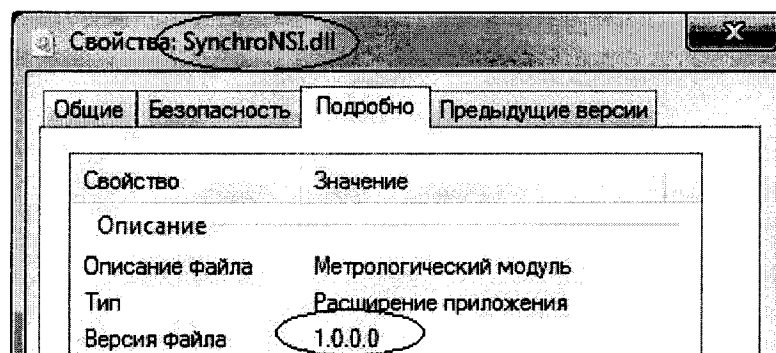 Свойства: SynchroNSI.dll
Общие Безопасность Подробно Предыдущие версии
Свойство Значение
Описание
Описание файла Метрологический модуль
Тип Расширение приложения
Версия файла 1.0.0.0